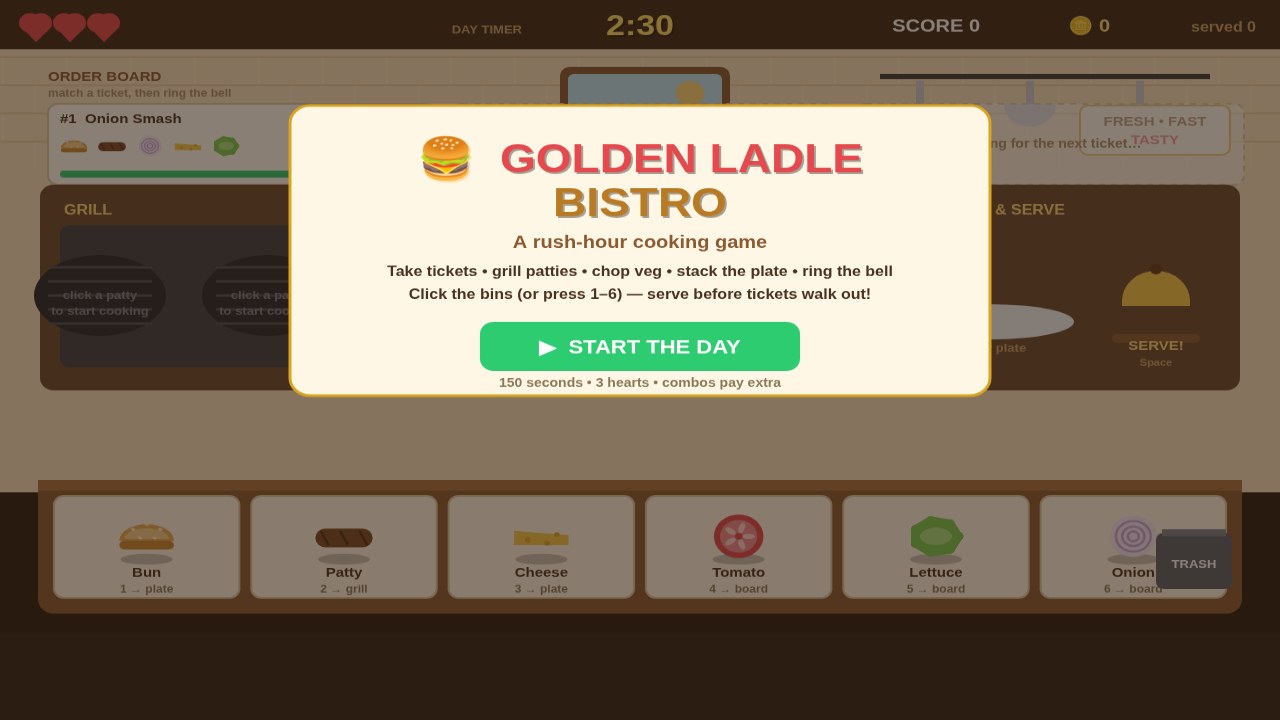 DAY TIMER
2:30
SCORE 0
0
served 0
ORDER BOARD
match a ticket, then ring the bell
#1 Onion Smash
FRESH • FAST
TASTY
ng for the next ticket...
GOLDEN LADLE
BISTRO
A rush-hour cooking game
Take tickets • grill patties • chop veg • stack the plate • ring the bell
Click the bins (or press 1–6) — serve before tickets walk out!
▶ START THE DAY
150 seconds • 3 hearts • combos pay extra
GRILL
click a patty
to start cooking
click a pa
to start coo
& SERVE
plate
SERVE!
Space
Bun
1 → plate
Patty
2 → grill
Cheese
3 → plate
Tomato
4 → board
Lettuce
5 → board
Onion
6 → board
TRASH